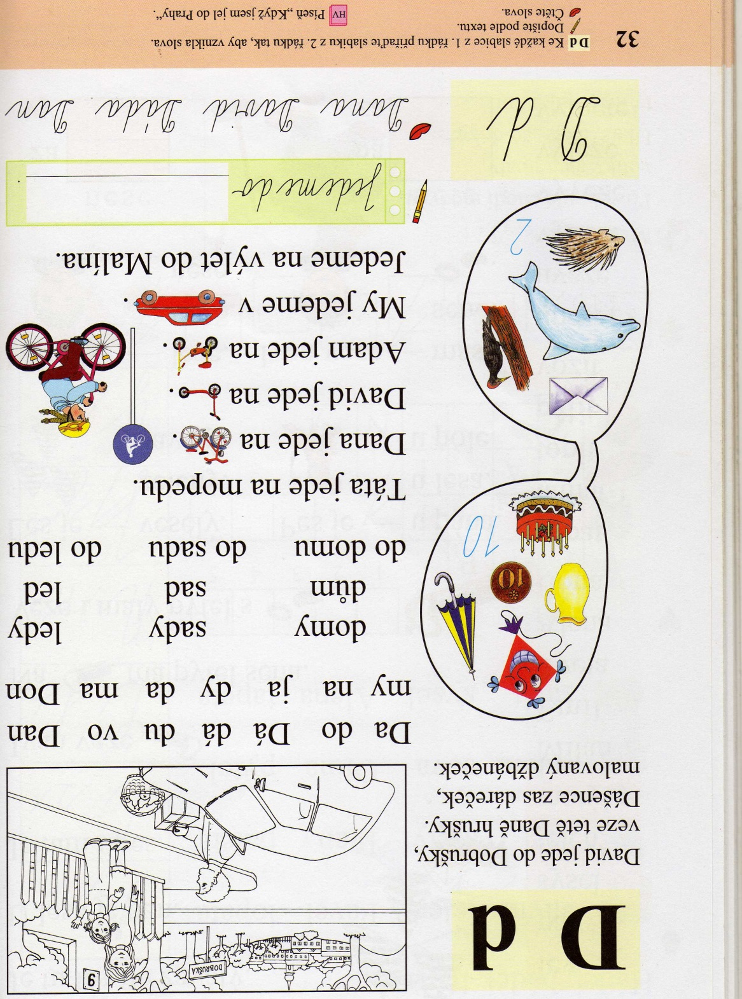 D d
David jede do Dobrušky,
veze tetě Daně hrušky.
Dášence zas dáreček,
malovaný džbáneček.
DOBRUŠKA
9
Da do Dá dá du vo Dan
my na ja dy da ma Don
domy sady ledy
dům sad led
do domu do sadu do ledu
10
10
Táta jede na mopedu.
Dana jede na .
David jede na .
Adam jede na .
My jedeme v .
Jedeme na výlet do Malína.
2
Jedeme do .
D d
Dana David Dáda Dan
32
D d Ke každé slabice z 1. řádku přiřaďte slabiku z 2. řádku tak, aby vznikla slova.
Dopište podle textu.
Čtěte slova.
HV Píseň „Když jsem jel do Prahy“.